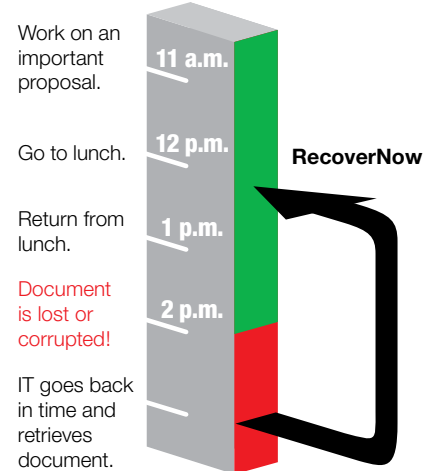 Work on an
important
proposal.
11 a.m.
Go to lunch.
12 p.m.
RecoverNow
Return from
lunch.
1 p.m.
Document
is lost or
corrupted!
2 p.m.
IT goes back
in time and
retrieves
document.